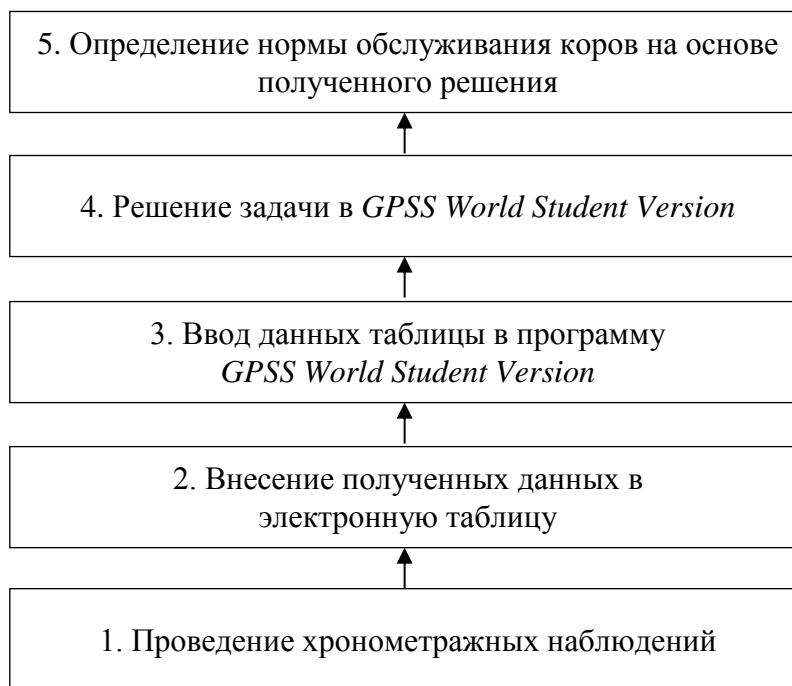 5. Определение нормы обслуживания коров на основе
полученного решения
4. Решение задачи в GPSS World Student Version
3. Ввод данных таблицы в программу
GPSS World Student Version
2. Внесение полученных данных в
электронную таблицу
1. Проведение хронометражных наблюдений